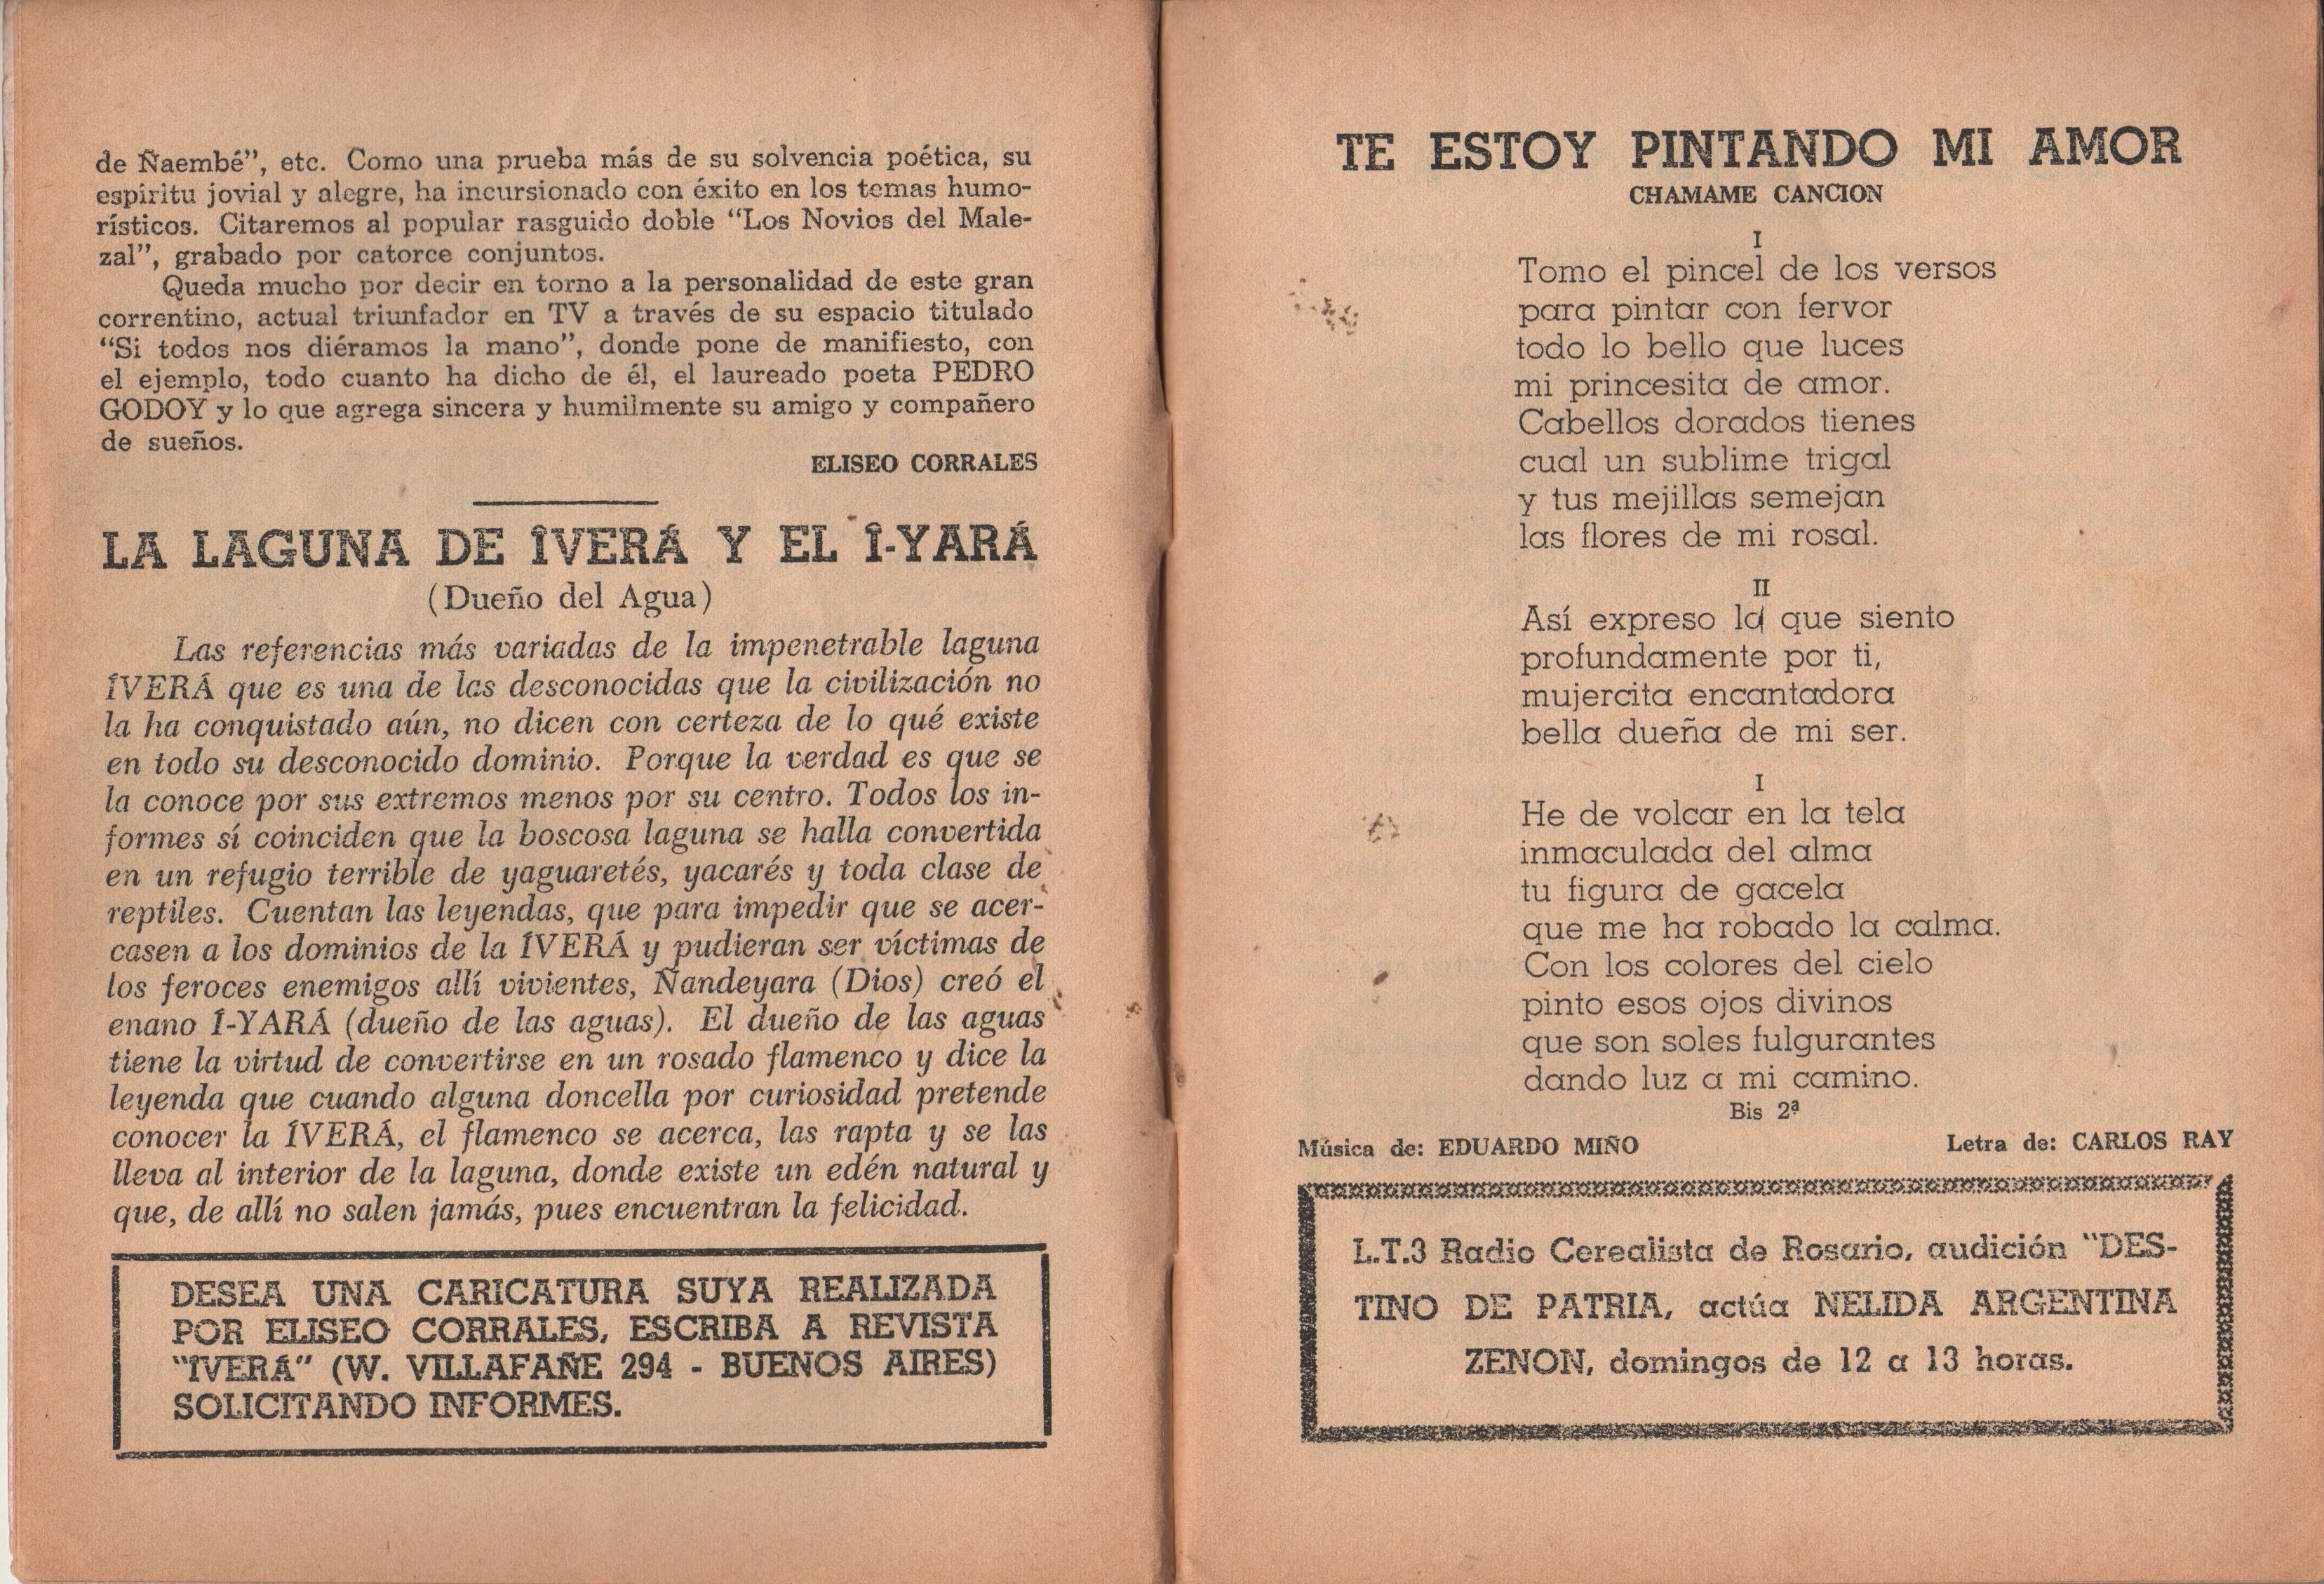 de Ñaembé", etc. Como una prueba más de su solvencia poética, su
espiritu jovial y alegre, ha incursionado con éxito en los temas humo-
rísticos. Citaremos al popular rasguido doble "Los Novios del Male-
zal", grabado por catorce conjuntos.
Queda mucho por decir en torno a la personalidad de este gran
correntino, actual triunfador en TV a través de su espacio titulado
"Si todos nos diéramos la mano", donde pone de manifiesto, con
el ejemplo, todo cuanto ha dicho de él, el laureado poeta PEDRO
GODOY y lo que agrega sincera y humilmente su amigo y compañero
de sueños.
ELISEO CORRALES
LA LAGUNA DE ÎVERÁ Y EL Î-YARÁ
(Dueño del Agua)
Las referencias más variadas de la impenetrable laguna
ÎVERÁ que es una de las desconocidas que la civilización no
la ha conquistado aún, no dicen con certeza de lo qué existe
en todo su desconocido dominio. Porque la verdad es que se
la conoce por sus extremos menos por su centro. Todos los in-
formes sí coinciden que la boscosa laguna se halla convertida
en un refugio terrible de yaguaretés, yacarés y toda clase de
reptiles. Cuentan las leyendas, que para impedir que se acer-
casen a los dominios de la ÎVERÁ y pudieran ser víctimas de
los feroces enemigos allí vivientes, Ñandeyara (Dios) creó el
enano Î-YARÁ (dueño de las aguas). El dueño de las aguas
tiene la virtud de convertirse en un rosado flamenco y dice la
leyenda que cuando alguna doncella por curiosidad pretende
conocer la ÎVERÁ, el flamenco se acerca, las rapta y se las
lleva al interior de la laguna, donde existe un edén natural y
que, de allí no salen jamás, pues encuentran la felicidad.
DESEA UNA CARICATURA SUYA REALIZADA
POR ELISEO CORRALES, ESCRIBA A REVISTA
"ÎVERÁ" (W. VILLAFAÑE 294 - BUENOS AIRES)
SOLICITANDO INFORMES.
TE ESTOY PINTANDO MI AMOR
CHAMAME CANCION
I
Tomo el pincel de los versos
para pintar con fervor
todo lo bello que luces
mi princesita de amor.
Cabellos dorados tienes
cual un sublime trigal
y tus mejillas semejan
las flores de mi rosal.
II
Así expreso lo que siento
profundamente por ti,
mujercita encantadora
bella dueña de mi ser.
I
He de volcar en la tela
inmaculada del alma
tu figura de gacela
que me ha robado la calma.
Con los colores del cielo
pinto esos ojos divinos
que son soles fulgurantes
dando luz a mi camino.
Bis 2ª
Música de: EDUARDO MIÑO Letra de: CARLOS RAY
L.T.3 Radio Cerealista de Rosario, audición "DES-
TINO DE PATRIA, actúa NELIDA ARGENTINA
ZENON, domingos de 12 a 13 horas.